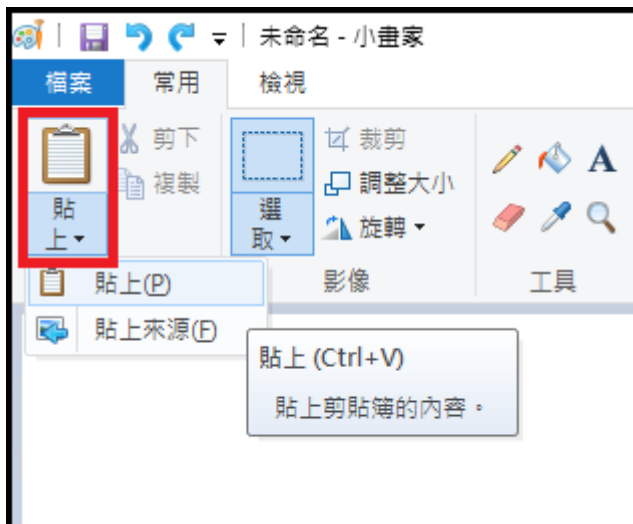 未命名 - 小畫家
檔案 常用 檢視
剪下
複製
貼
上
選
取
裁剪
調整大小
旋轉
A
影像
工具
貼上(P)
貼上來源(F)
貼上 (Ctrl+V)
貼上剪貼簿的內容。